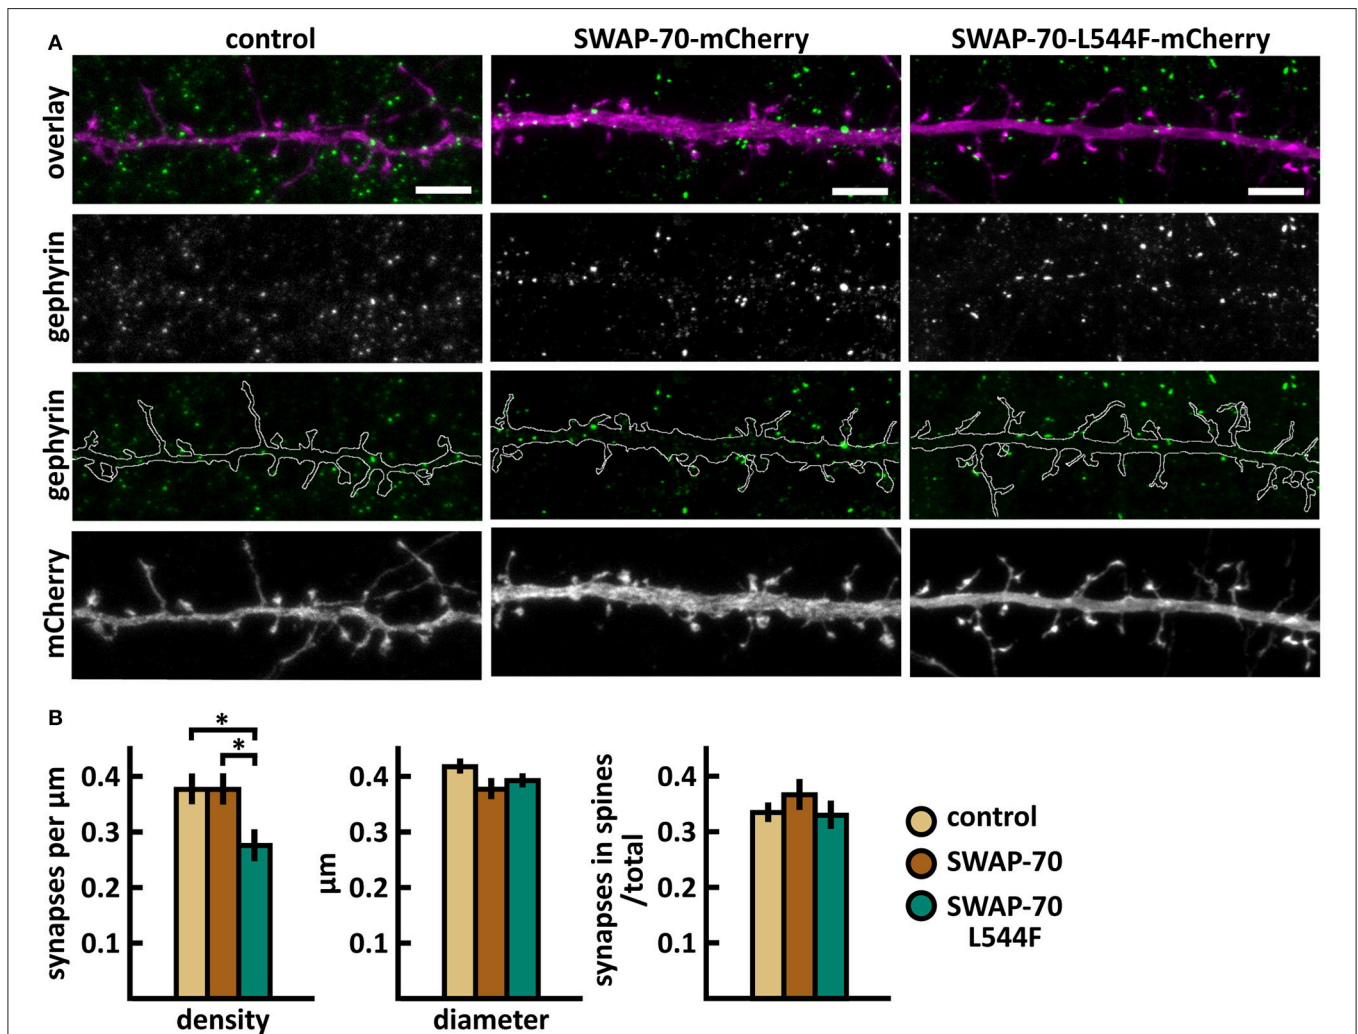 A
control
SWAP-70-mCherry
SWAP-70-L544F-mCherry
overlay
gephyrin
gephyrin
mCherry
B
*
*
synapses per µm
0.4
0.3
0.2
0.1
density
µm
0.4
0.3
0.2
0.1
diameter
synapses in spines
/total
0.4
0.3
0.2
0.1
control
SWAP-70
SWAP-70
L544F